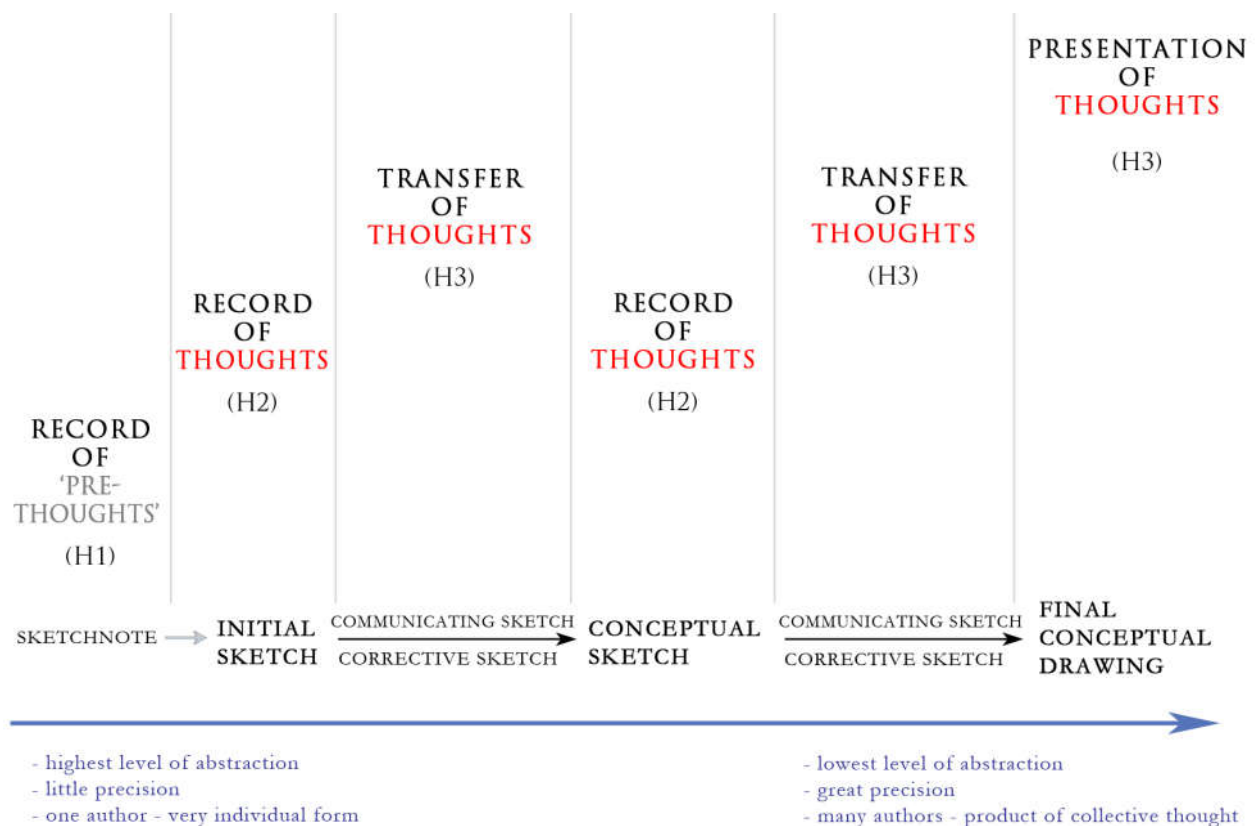 PRESENTATION
OF
THOUGHTS
(H3)
TRANSFER
OF
THOUGHTS
(H3)
TRANSFER
OF
THOUGHTS
(H3)
RECORD
OF
THOUGHTS
(H2)
RECORD
OF
THOUGHTS
(H2)
RECORD
OF
'PRE-
THOUGHTS'
(H1)
SKETCHNOTE
INITIAL
SKETCH
COMMUNICATING SKETCH
CORRECTIVE SKETCH
CONCEPTUAL
SKETCH
COMMUNICATING SKETCH
CORRECTIVE SKETCH
FINAL
CONCEPTUAL
DRAWING
- highest level of abstraction
- little precision
- one author - very individual form
- lowest level of abstraction
- great precision
- many authors - product of collective thought